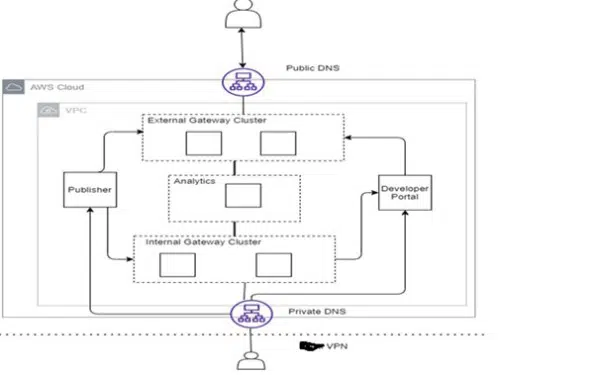 Public DNS
AWS Cloud
VPC
External Gateway Cluster
Publisher
Analytics
Developer
Portal
Internal Gateway Cluster
Private DNS
VPN